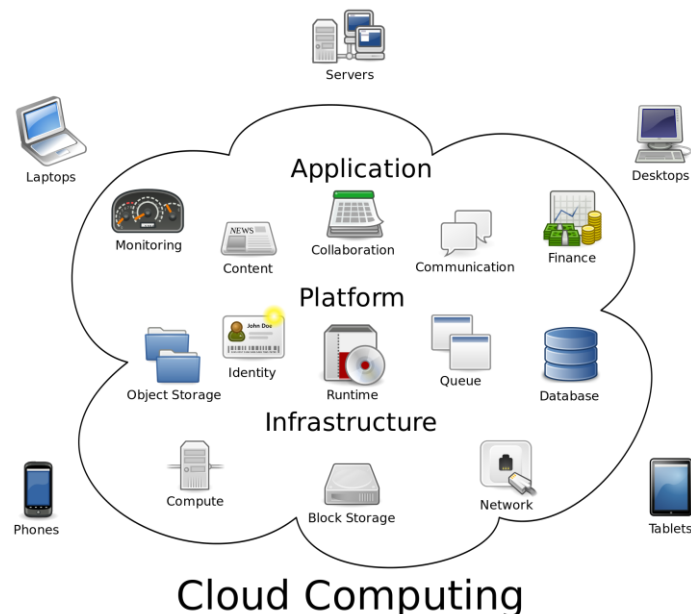 Servers
Laptops
Desktops
Application
Monitoring
NEWS
Content
Collaboration
Communication
Finance
Platform
John Doe
Object Storage
Identity
Runtime
Queue
Database
Infrastructure
Compute
Block Storage
Network
Phones
Tablets
Cloud Computing